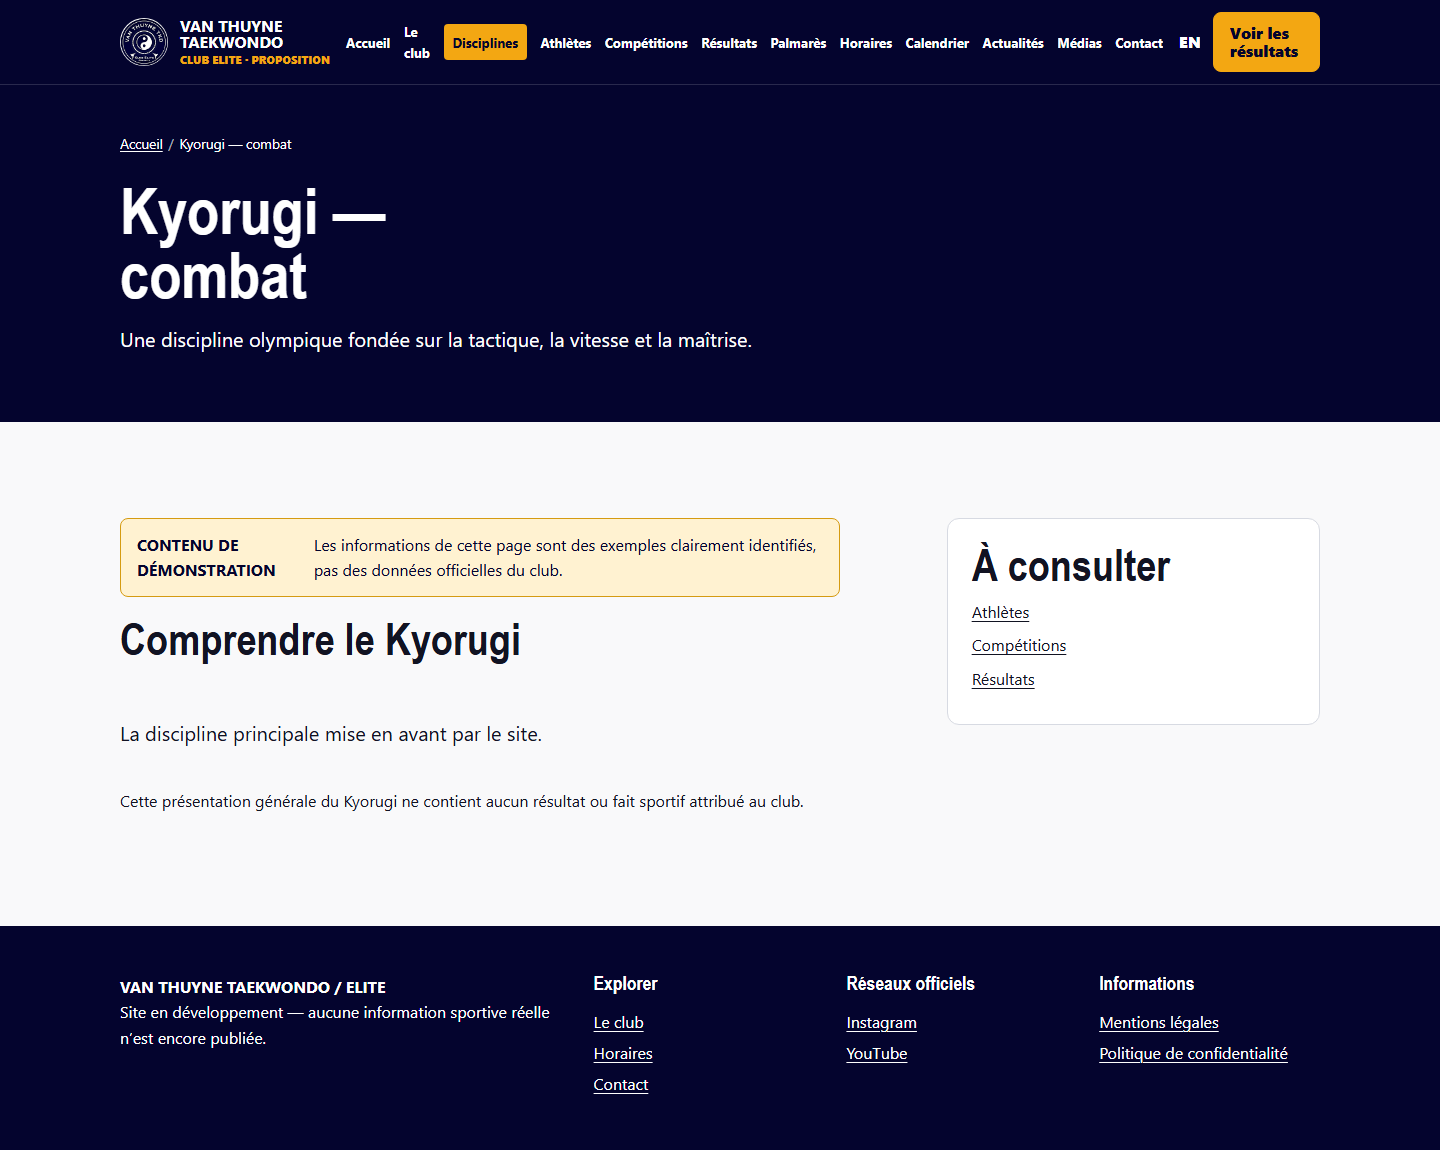 VAN THUYNE
TAEKWONDO
CLUB ELITE · PROPOSITION
Accueil
Le
club
Disciplines
Athlètes
Compétitions
Résultats
Palmarès
Horaires
Calendrier
Actualités
Médias
Contact
EN
Voir les
résultats
Accueil / Kyorugi — combat
Kyorugi —
combat
Une discipline olympique fondée sur la tactique, la vitesse et la maîtrise.
CONTENU DE
DÉMONSTRATION
Les informations de cette page sont des exemples clairement identifiés,
pas des données officielles du club.
Comprendre le Kyorugi
La discipline principale mise en avant par le site.
Cette présentation générale du Kyorugi ne contient aucun résultat ou fait sportif attribué au club.
À consulter
Athlètes
Compétitions
Résultats
VAN THUYNE TAEKWONDO / ELITE
Site en développement — aucune information sportive réelle
n’est encore publiée.
Explorer
Le club
Horaires
Contact
Réseaux officiels
Instagram
YouTube
Informations
Mentions légales
Politique de confidentialité